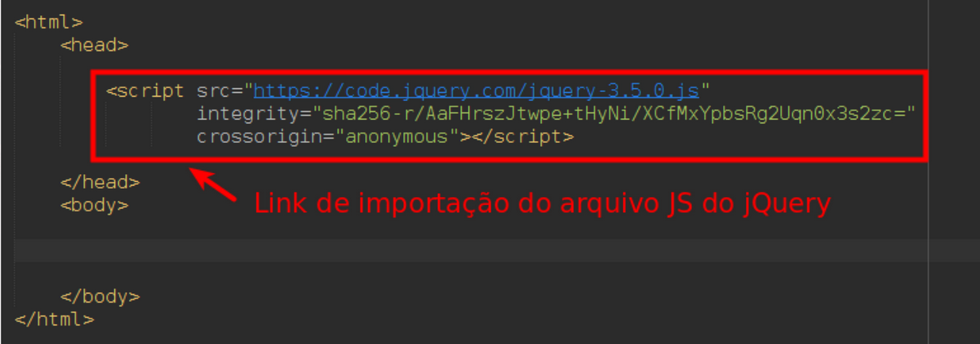 <html>
<head>
<script src="https://code.jquery.com/jquery-3.5.0.js"
integrity="sha256-r/AaFHrszJtwpe+tHyNi/XCfMxYpbsRg2Uqn0x3s2zc="
crossorigin="anonymous"></script>
</head>
Link de importação do arquivo JS do jQuery
<body>
</body>
</html>